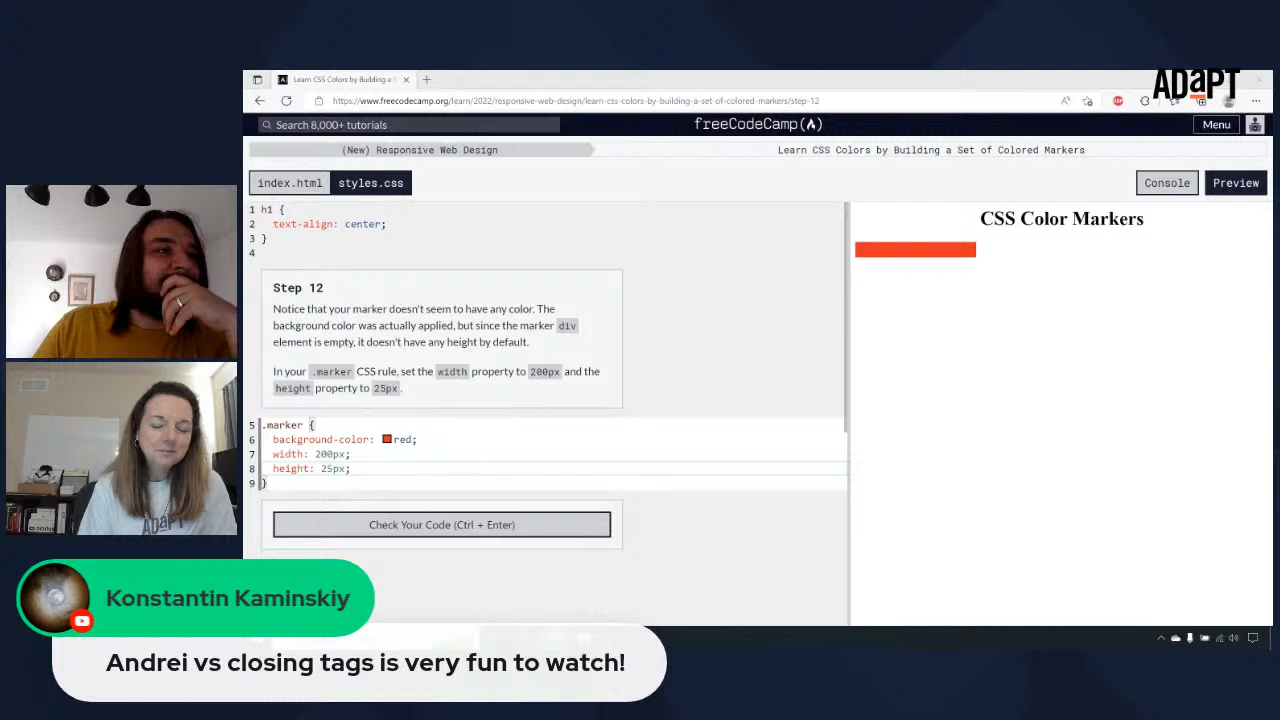 ADaPT
Learn CSS Colors by Building a S
https://www.freecodecamp.org/learn/2022/responsive-web-design/learn-css-colors-by-building-a-set-of-colored-markers/step-12
Search 8,000+ tutorials
freeCodeCamp
Menu
(New) Responsive Web Design
Learn CSS Colors by Building a Set of Colored Markers
index.html
styles.css
Console
Preview
1 h1 {
2 text-align: center;
3 }
4
Step 12
Notice that your marker doesn't seem to have any color. The
background color was actually applied, but since the marker div
element is empty, it doesn't have any height by default.
In your .marker CSS rule, set the width property to 200px and the
height property to 25px.
5 .marker {
6 background-color: red;
7 width: 200px;
8 height: 25px;
9 }
Check Your Code (Ctrl + Enter)
CSS Color Markers
ADAPT
oculus
Konstantin Kaminskiy
Andrei vs closing tags is very fun to watch!